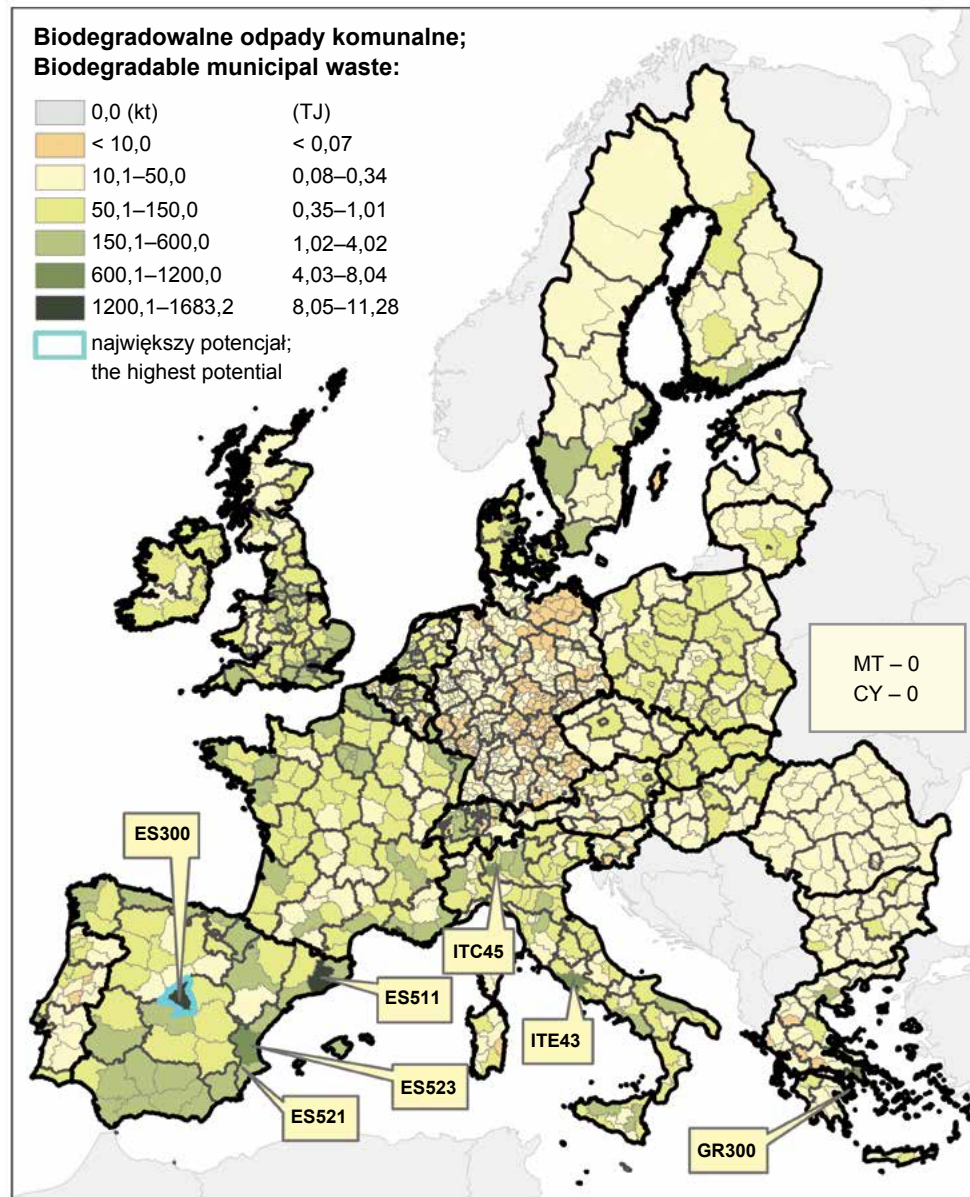 Biodegradowalne odpady komunalne;
Biodegradable municipal waste:
0,0 (kt) (TJ)
< 10,0 < 0,07
10,1–50,0 0,08–0,34
50,1–150,0 0,35–1,01
150,1–600,0 1,02–4,02
600,1–1200,0 4,03–8,04
1200,1–1683,2 8,05–11,28
największy potencjał;
the highest potential
MT – 0
CY – 0
ES300
ITC45
ES511
ITE43
ES523
ES521
GR300